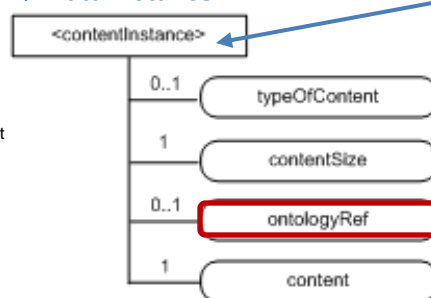 <contentInstance>
0..1
typeOfContent
t
1
contentSize
0..1
ontologyRef
1
content